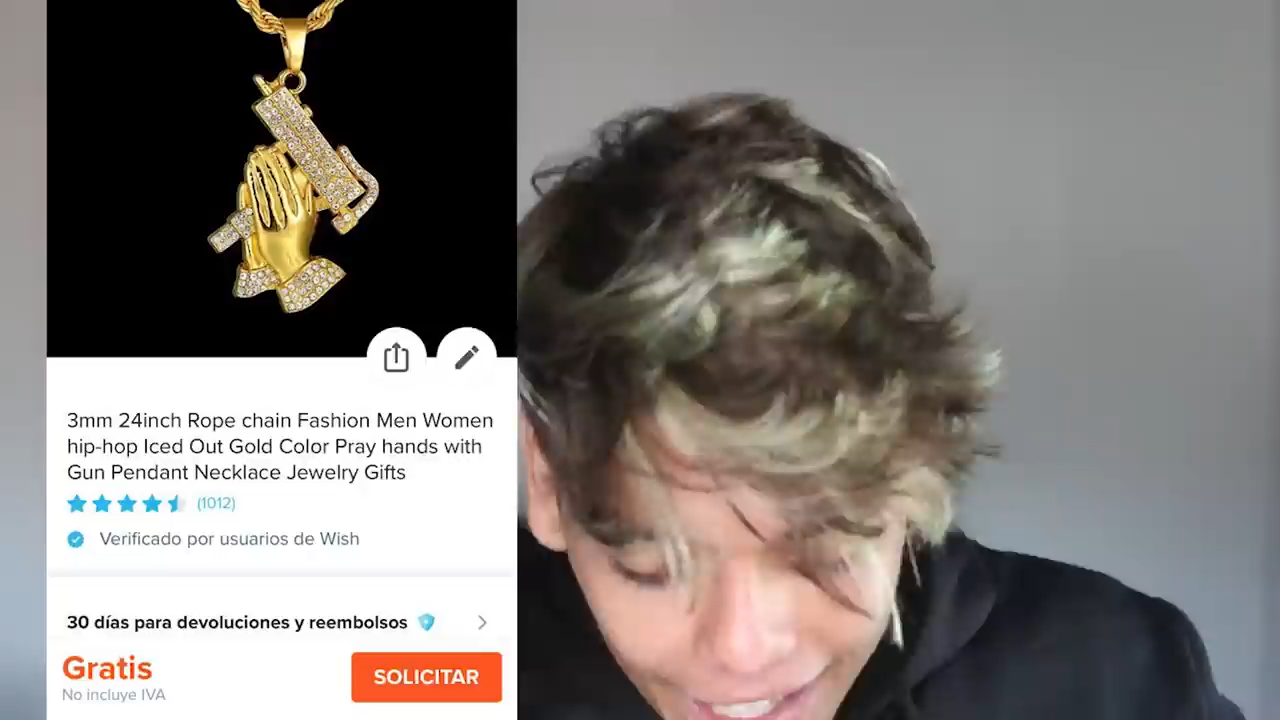 3mm 24inch Rope chain Fashion Men Women
hip-hop Iced Out Gold Color Pray hands with
Gun Pendant Necklace Jewelry Gifts
(1012)
Verificado por usuarios de Wish
30 días para devoluciones y reembolsos
Gratis
No incluye IVA
SOLICITAR